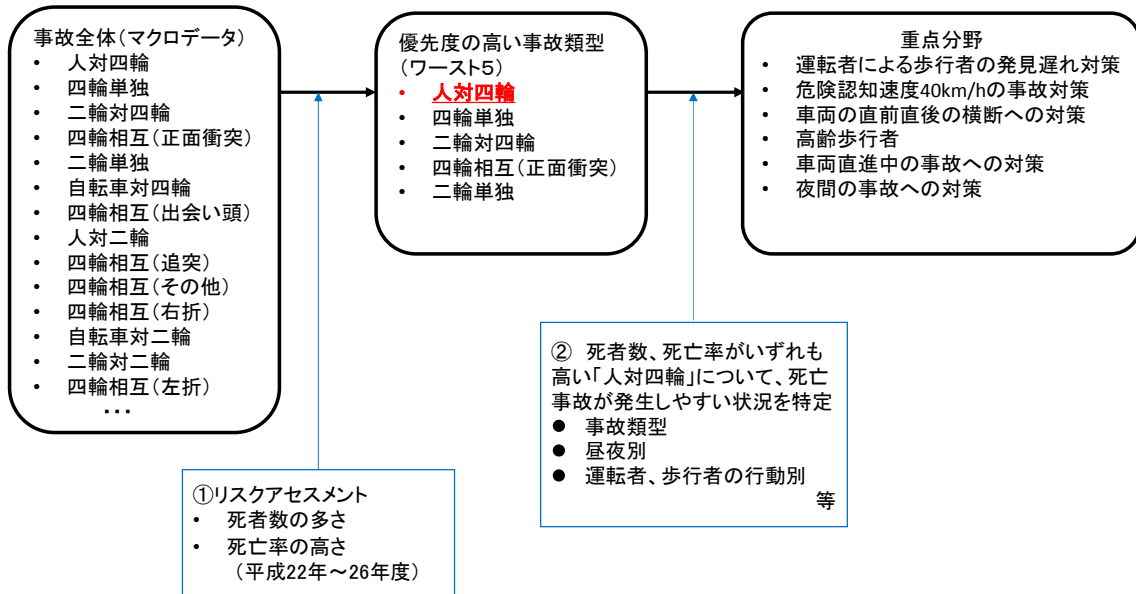 事故全体(マクロデータ)
• 人対四輪
• 四輪単独
• 二輪対四輪
• 四輪相互(正面衝突)
• 二輪単独
• 自転車対四輪
• 四輪相互(出会い頭)
• 人対二輪
• 四輪相互(追突)
• 四輪相互(その他)
• 四輪相互(右折)
• 自転車対二輪
• 二輪対二輪
• 四輪相互(左折)
・・・
優先度の高い事故類型
(ワースト5)
• 人対四輪
• 四輪単独
• 二輪対四輪
• 四輪相互(正面衝突)
• 二輪単独
重点分野
• 運転者による歩行者の発見遅れ対策
• 危険認知速度40km/hの事故対策
• 車両の直前直後の横断への対策
• 高齢歩行者
• 車両直進中の事故への対策
• 夜間の事故への対策
①リスクアセスメント
• 死者数の多さ
• 死亡率の高さ
(平成22年~26年度)
② 死者数、死亡率がいずれも
高い「人対四輪」について、死亡
事故が発生しやすい状況を特定
● 事故類型
● 昼夜別
● 運転者、歩行者の行動別
等